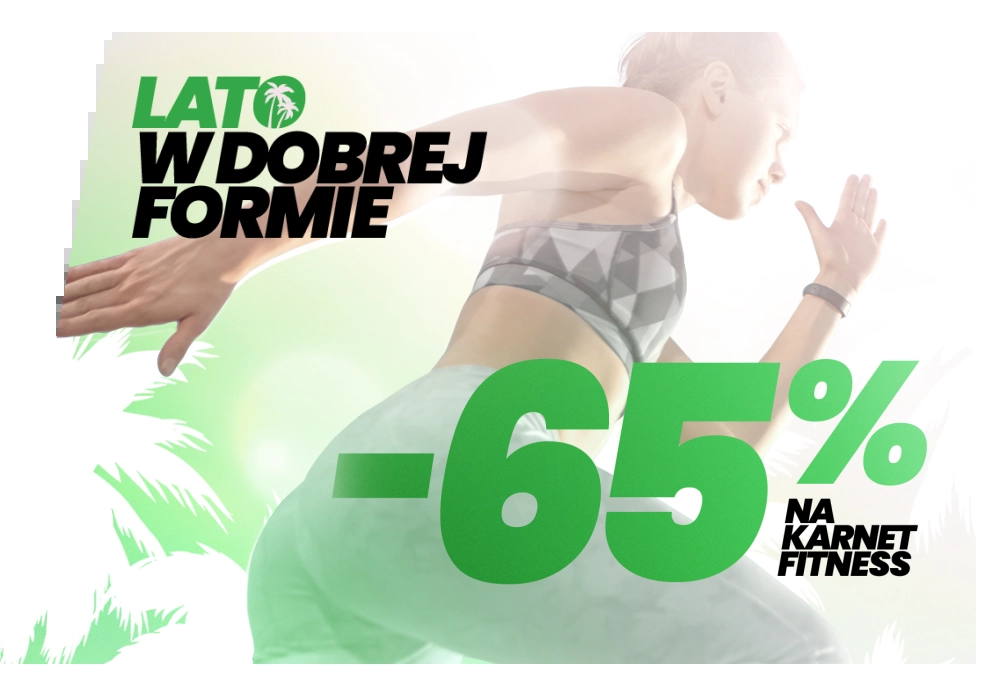 LATO
W DOBREJ
FORMIE
-65%
NA
KARNET
FITNESS